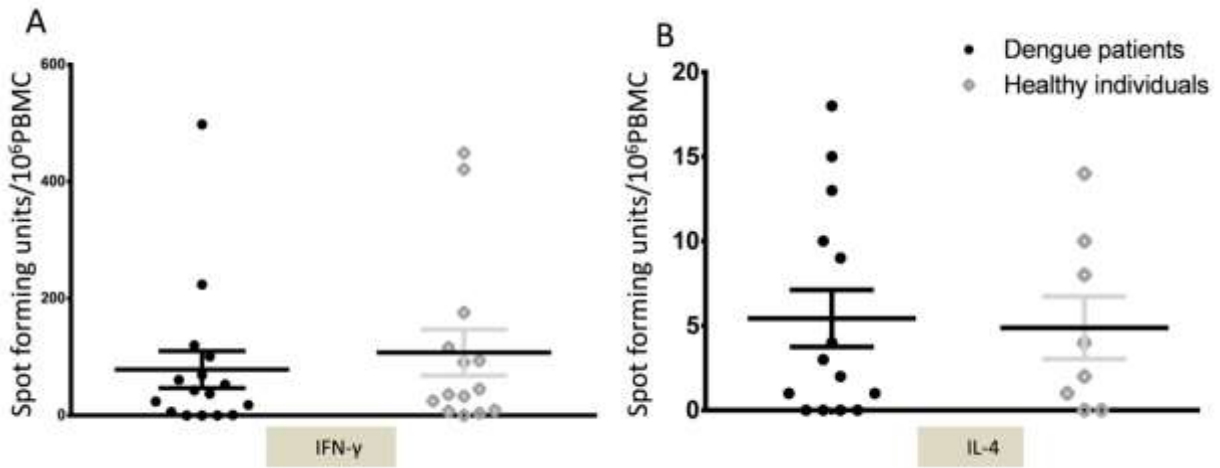 A
Spot forming units/10⁶PBMC
600
400
200
0
IFN-γ
B
Dengue patients
Healthy individuals
Spot forming units/10⁶PBMC
20
15
10
5
0
IL-4